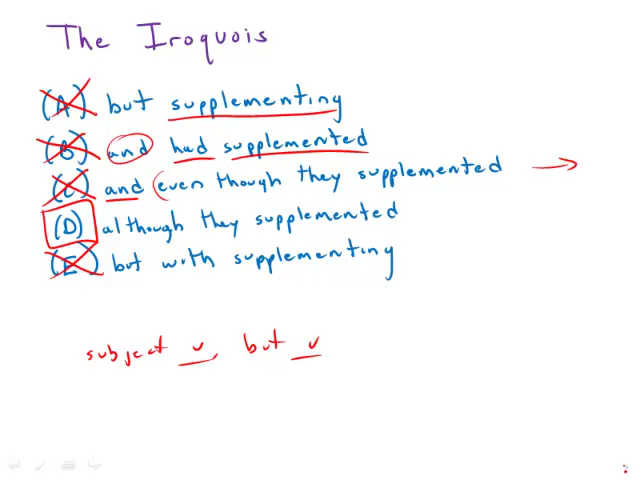 The Iroquois
(A) but supplementing
(B) and had supplemented
(C) and even though they supplemented
(D) although they supplemented
(E) but with supplementing
subject v, but v